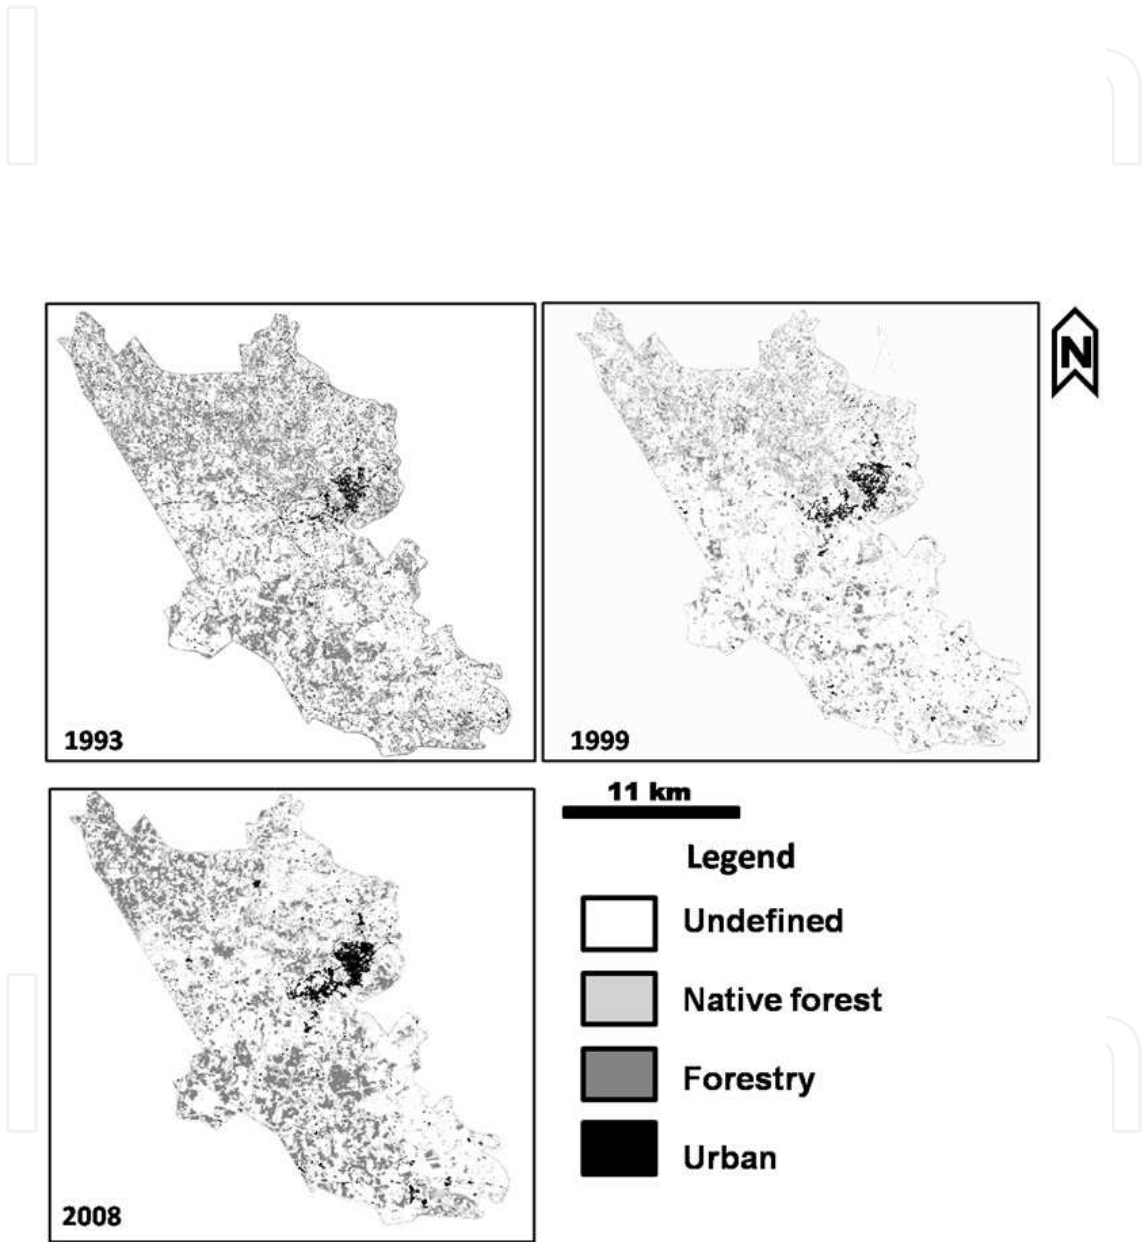 N
1993
1999
11 km
Legend
Undefined
Native forest
Forestry
Urban
2008